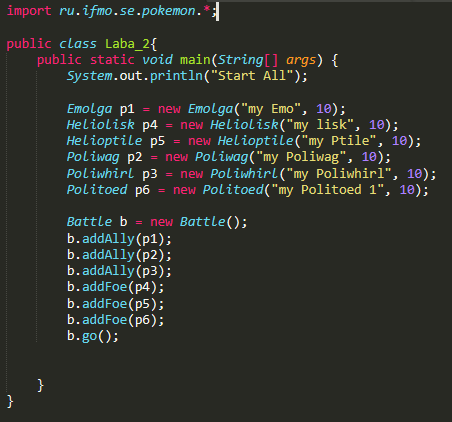 import ru.ifmo.se.pokemon.*;
public class Laba_2{
public static void main(String[] args) {
System.out.println("Start All");
Emolga p1 = new Emolga("my Emo", 10);
Heliolisk p4 = new Heliolisk("my lisk", 10);
Helioptile p5 = new Helioptile("my Ptile", 10);
Poliwag p2 = new Poliwag("my Poliwag", 10);
Poliwhirl p3 = new Poliwhirl("my Poliwhirl", 10);
Politoed p6 = new Politoed("my Politoed 1", 10);
Battle b = new Battle();
b.addAlly(p1);
b.addAlly(p2);
b.addAlly(p3);
b.addFoe(p4);
b.addFoe(p5);
b.addFoe(p6);
b.go();
}
}